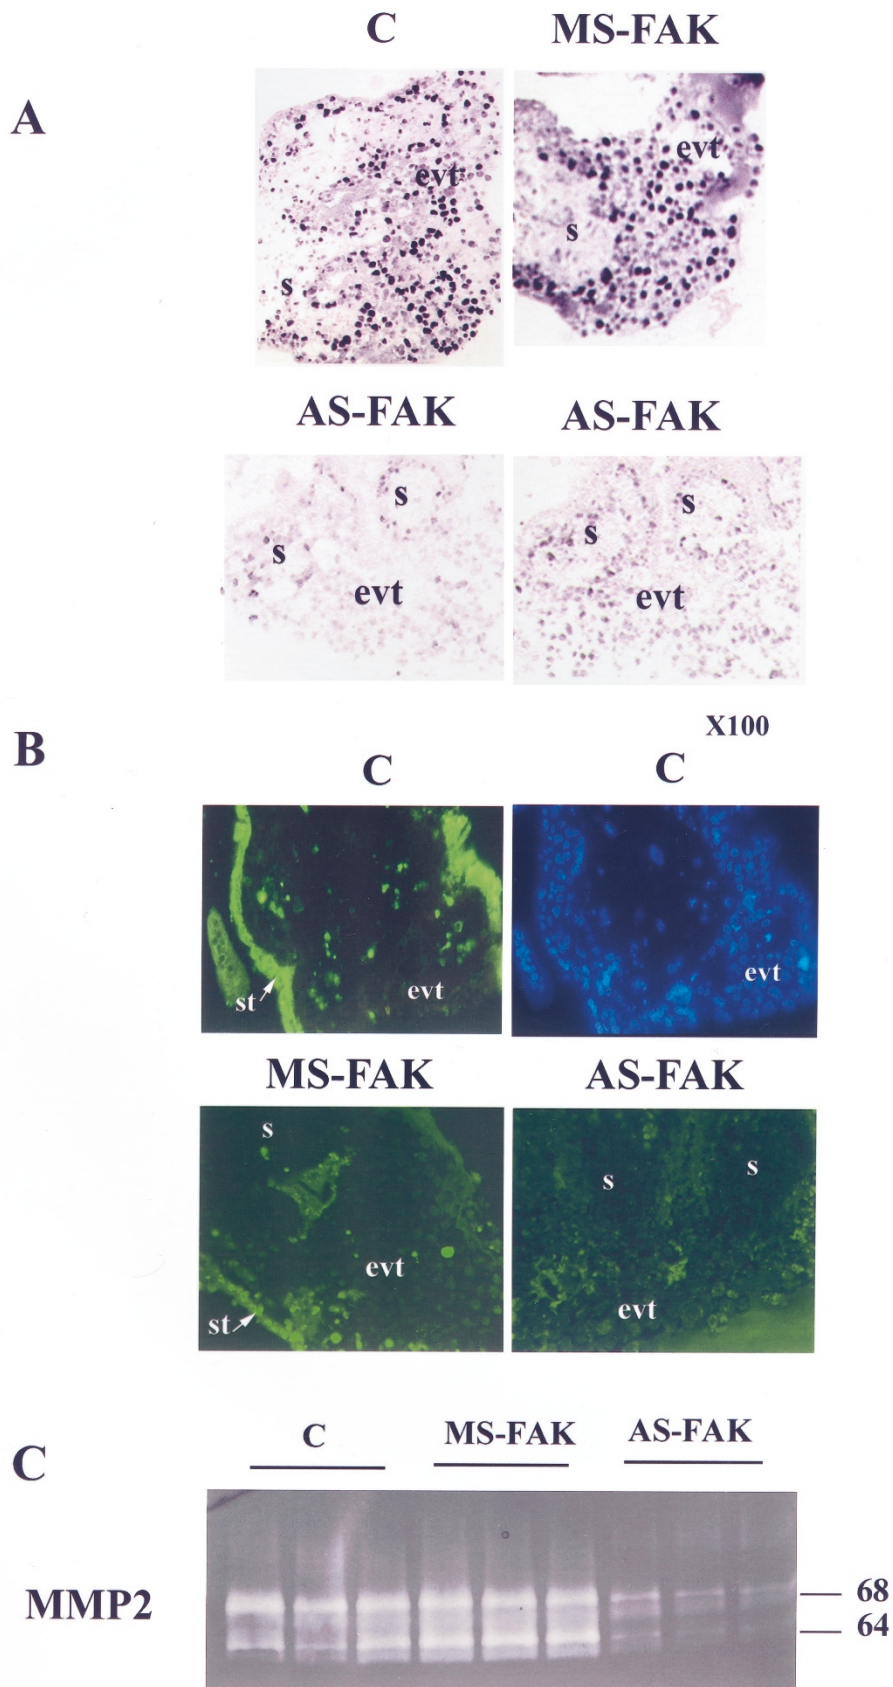 C MS-FAK
A
evt evt
s s
AS-FAK AS-FAK
s s
s s
evt evt
X100
B
C C
st evt evt
MS-FAK AS-FAK
s s s
evt evt
st
C
C MS-FAK AS-FAK
MMP2
68
64